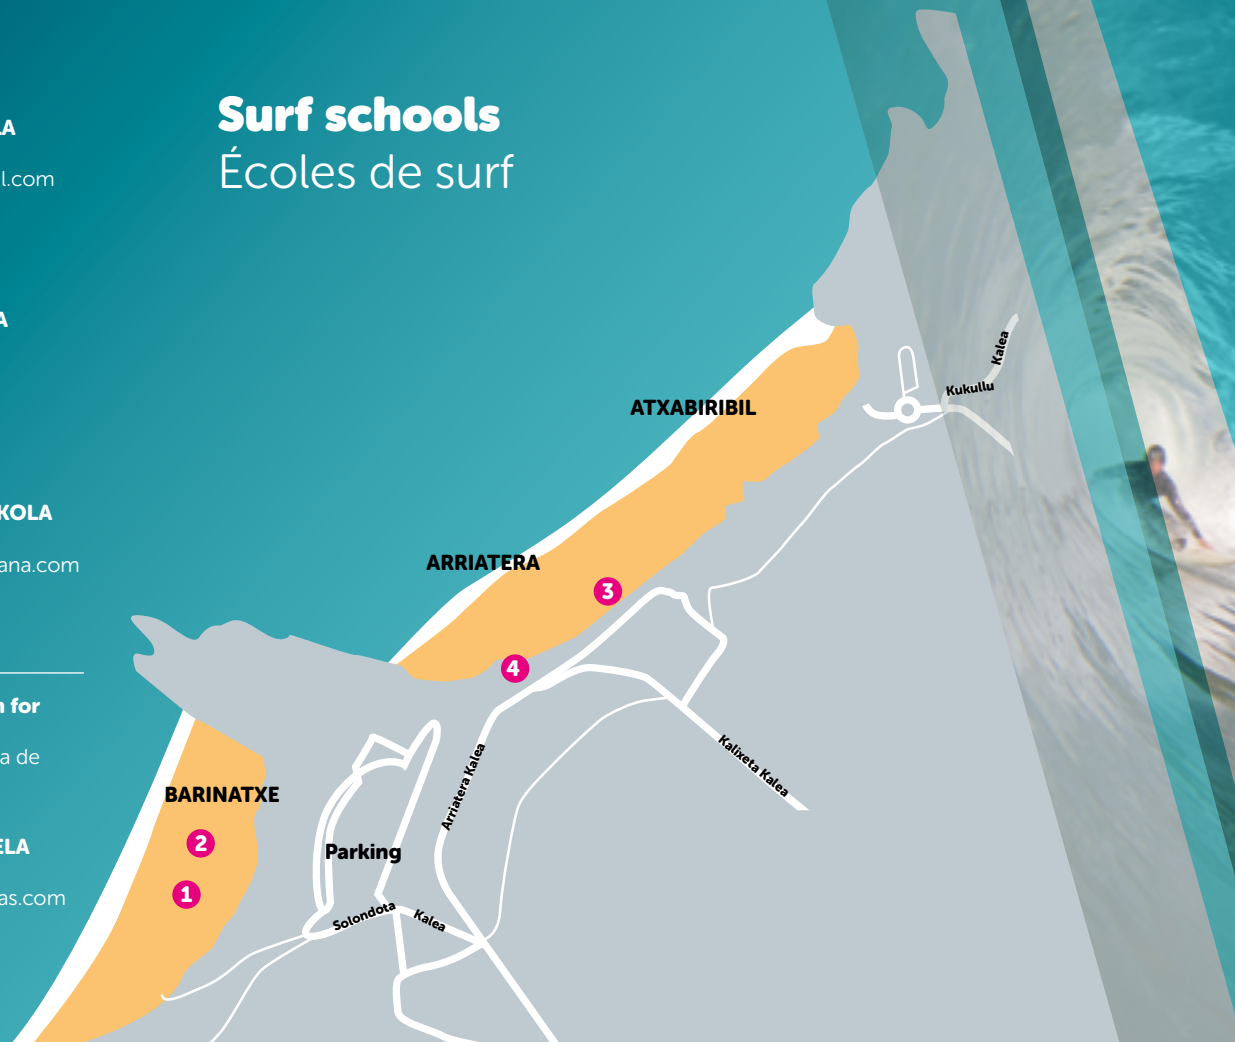 Surf schools
Écoles de surf
LA
l.com
A
KOLA
ana.com
n for
a de
ELA
as.com
ATXABIRIBIL
Kukullu
Kalea
ARRIATERA
3
4
BARINATXE
2
1
Parking
Arriatera Kalea
Kalixeta Kalea
Solondota
Kalea